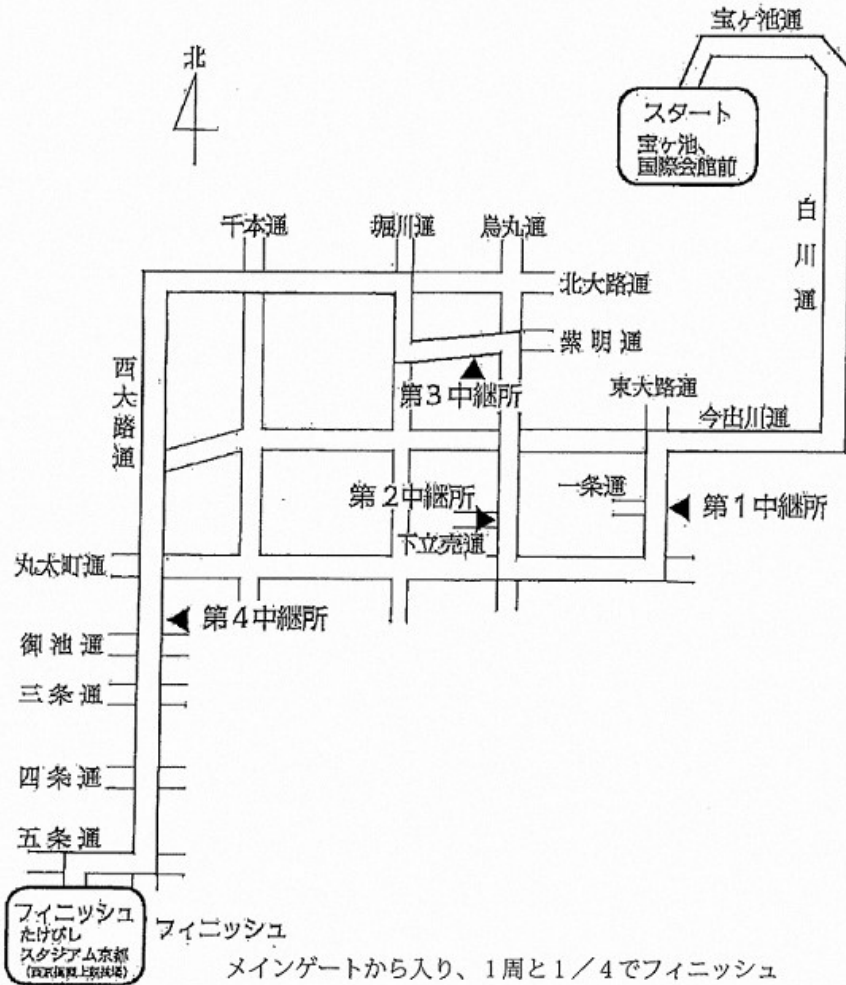 宝ヶ池通
北
スタート
宝ケ池、
国際会館前
白川通
千本通
堀川通
烏丸通
北大路通
紫明通
西大路通
第3中継所
東大路通
今出川通
第2中継所
一条通
第1中継所
下立売通
丸太町通
第4中継所
御池通
三条通
四条通
五条通
フィニッシュ
たけびし
スタジアム京都
フィニッシュ
メインゲートから入り、1周と1/4でフィニッシュ